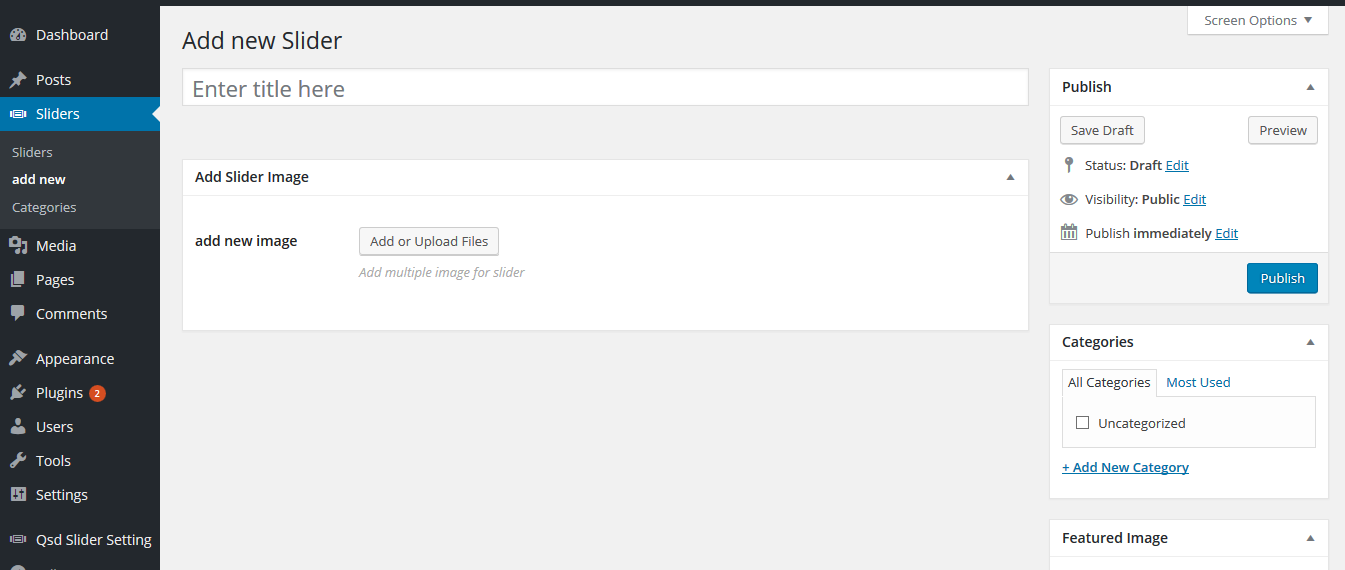 Screen Options
Dashboard
Posts
Sliders
Sliders
add new
Categories
Media
Pages
Comments
Appearance
Plugins 2
Users
Tools
Settings
Qsd Slider Setting
Add new Slider
Enter title here
Add Slider Image
add new image
Add or Upload Files
Add multiple image for slider
Publish
Save Draft
Preview
Status: Draft Edit
Visibility: Public Edit
Publish immediately Edit
Publish
Categories
All Categories
Most Used
Uncategorized
+ Add New Category
Featured Image